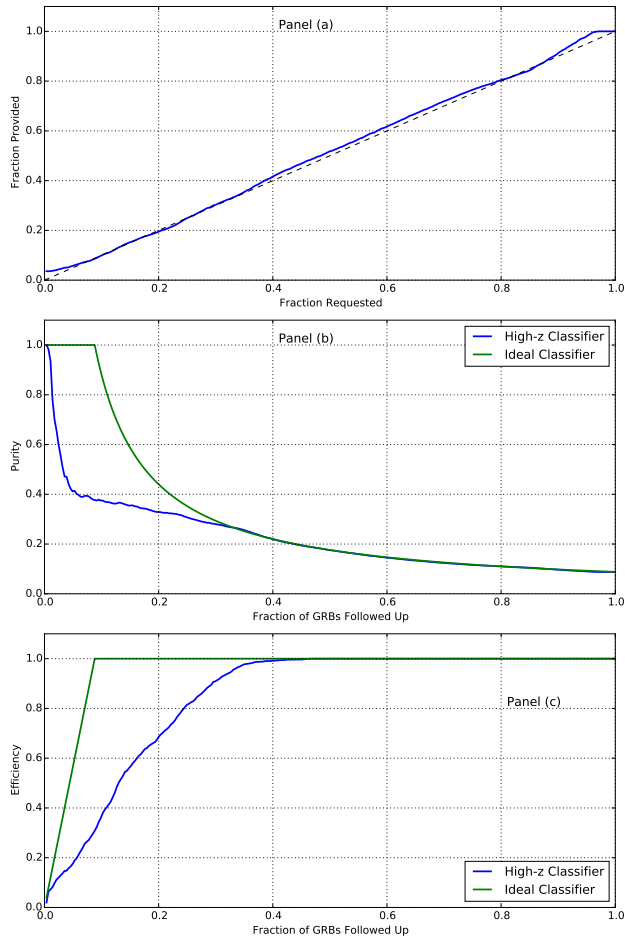 Panel (a)
1.0
0.8
0.6
0.4
0.2
0.0
Fraction Provided
0.0 0.2 0.4 0.6 0.8 1.0
Fraction Requested
Panel (b)
High-z Classifier
Ideal Classifier
1.0
0.8
0.6
0.4
0.2
0.0
Purity
0.0 0.2 0.4 0.6 0.8 1.0
Fraction of GRBs Followed Up
1.0
0.8
0.6
0.4
0.2
0.0
Efficiency
Panel (c)
High-z Classifier
Ideal Classifier
0.0 0.2 0.4 0.6 0.8 1.0
Fraction of GRBs Followed Up